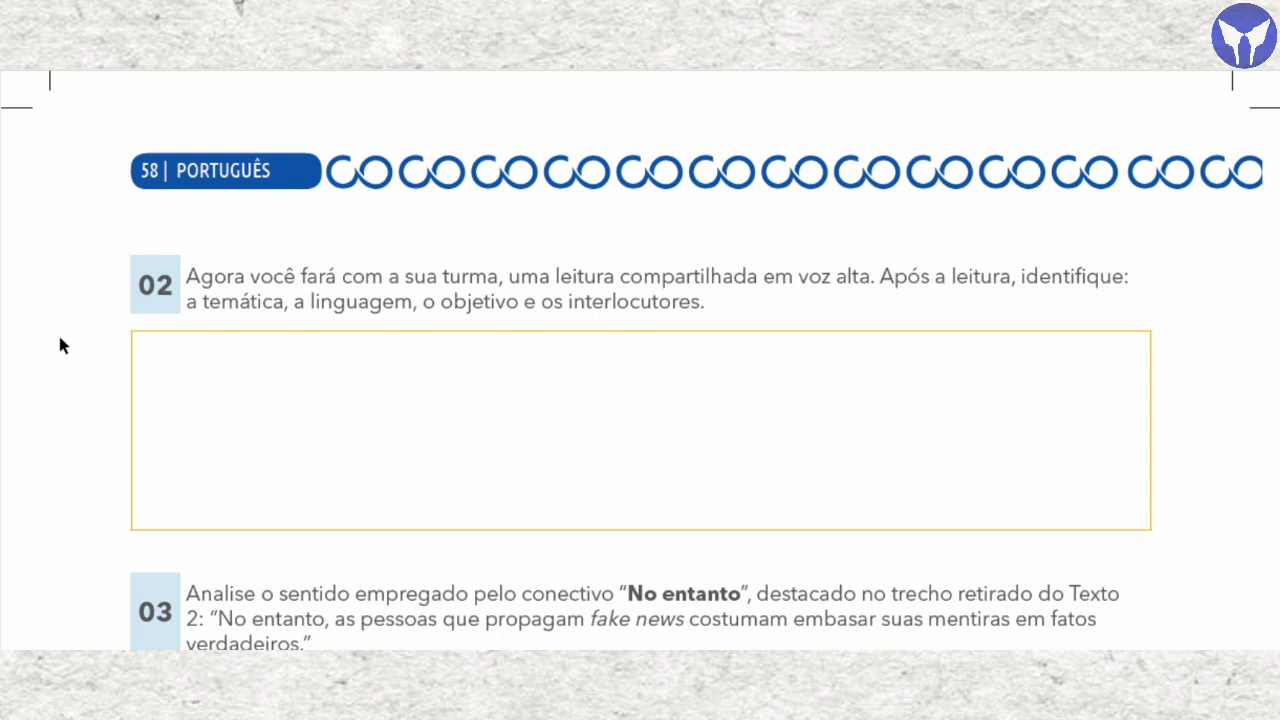 58 | PORTUGUÊS
02
Agora você fará com a sua turma, uma leitura compartilhada em voz alta. Após a leitura, identifique:
a temática, a linguagem, o objetivo e os interlocutores.
03
Analise o sentido empregado pelo conectivo “No entanto”, destacado no trecho retirado do Texto
2: “No entanto, as pessoas que propagam fake news costumam embasar suas mentiras em fatos
verdadeiros.”